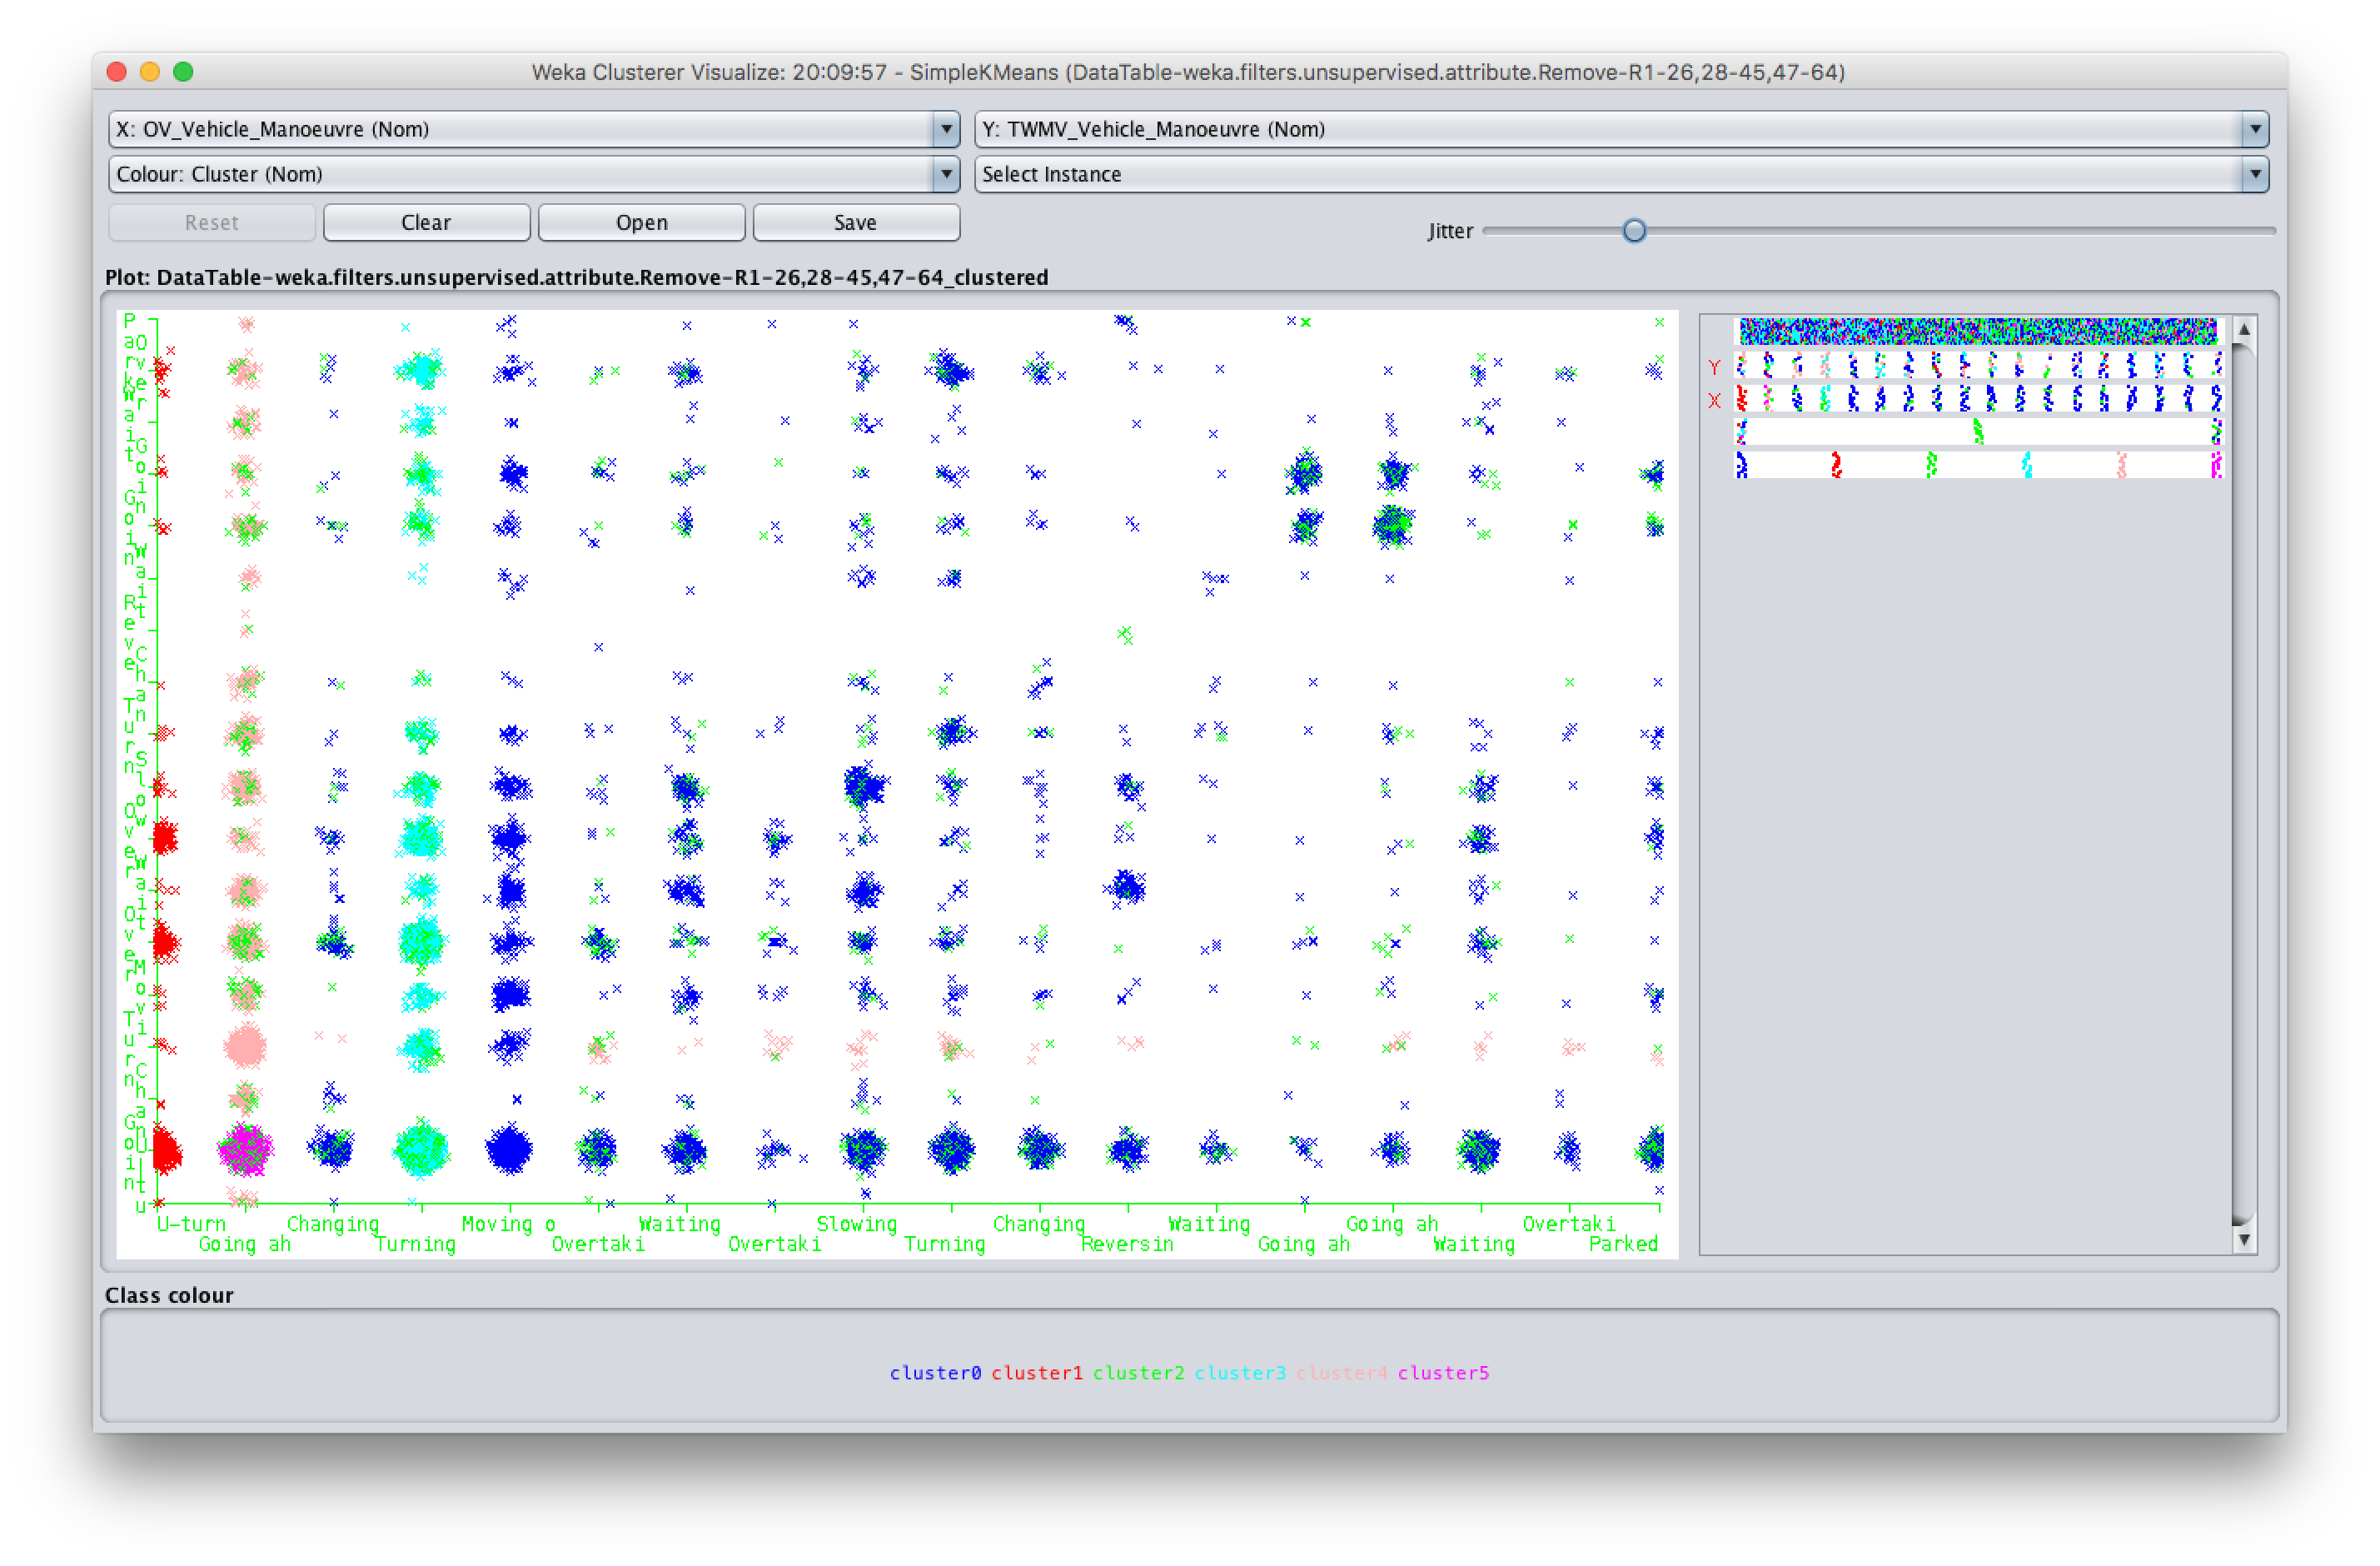 Weka Clusterer Visualize: 20:09:57 - SimpleKMeans (DataTable-weka.filters.unsupervised.attribute.Remove-R1-26,28-45,47-64)
X: OV_Vehicle_Manoeuvre (Nom) Y: TWMV_Vehicle_Manoeuvre (Nom)
Colour: Cluster (Nom) Select Instance
Reset Clear Open Save Jitter
Plot: DataTable-weka.filters.unsupervised.attribute.Remove-R1-26,28-45,47-64_clustered
Y
X
U-turn Changing Moving o Waiting Slowing Changing Waiting Going ah Overtaki
Going ah Turning Overtaki Overtaki Turning Reversin Going ah Waiting Parked
Class colour
cluster0 cluster1 cluster2 cluster3 cluster4 cluster5